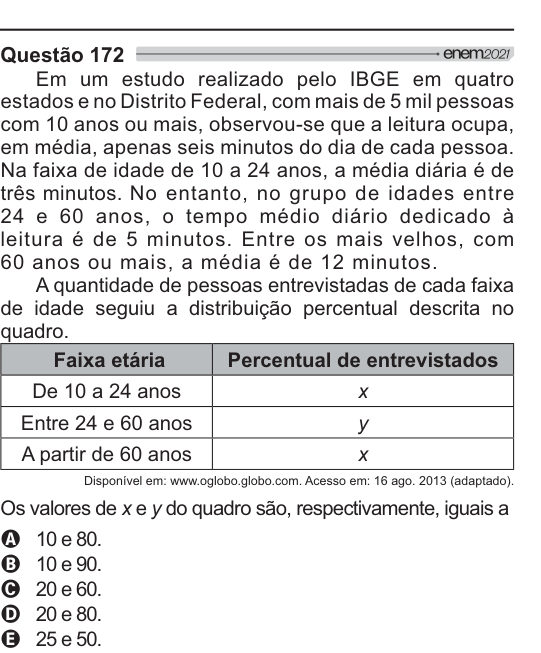 Questão 172 enem2021
Em um estudo realizado pelo IBGE em quatro
estados e no Distrito Federal, com mais de 5 mil pessoas
com 10 anos ou mais, observou-se que a leitura ocupa,
em média, apenas seis minutos do dia de cada pessoa.
Na faixa de idade de 10 a 24 anos, a média diária é de
três minutos. No entanto, no grupo de idades entre
24 e 60 anos, o tempo médio diário dedicado à
leitura é de 5 minutos. Entre os mais velhos, com
60 anos ou mais, a média é de 12 minutos.
A quantidade de pessoas entrevistadas de cada faixa
de idade seguiu a distribuição percentual descrita no
quadro.
Faixa etária Percentual de entrevistados
De 10 a 24 anos x
Entre 24 e 60 anos y
A partir de 60 anos x
Disponível em: www.oglobo.globo.com. Acesso em: 16 ago. 2013 (adaptado).
Os valores de x e y do quadro são, respectivamente, iguais a
A 10 e 80.
B 10 e 90.
C 20 e 60.
D 20 e 80.
E 25 e 50.